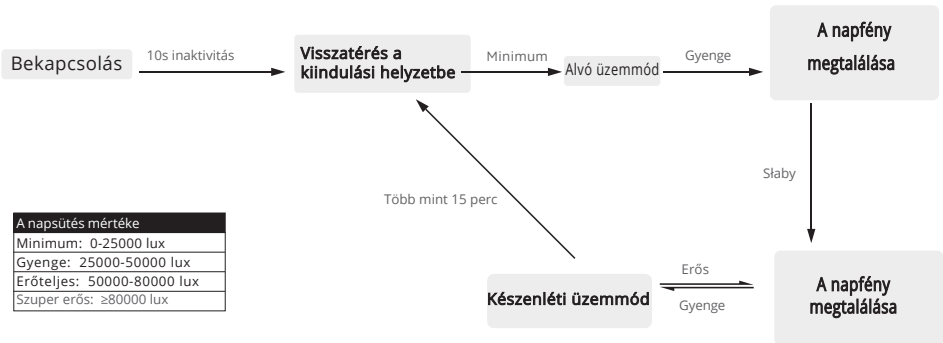 Bekapcsolás
10s inaktivitás
Visszatérés a
kiindulási helyzetbe
Minimum
Alvó üzemmód
Gyenge
A napfény
megtalálása
Słaby
Több mint 15 perc
A napsütés mértéke
Minimum: 0-25000 lux
Gyenge: 25000-50000 lux
Erőteljes: 50000-80000 lux
Szuper erős: ≥80000 lux
Készenléti üzemmód
Erős
Gyenge
A napfény
megtalálása